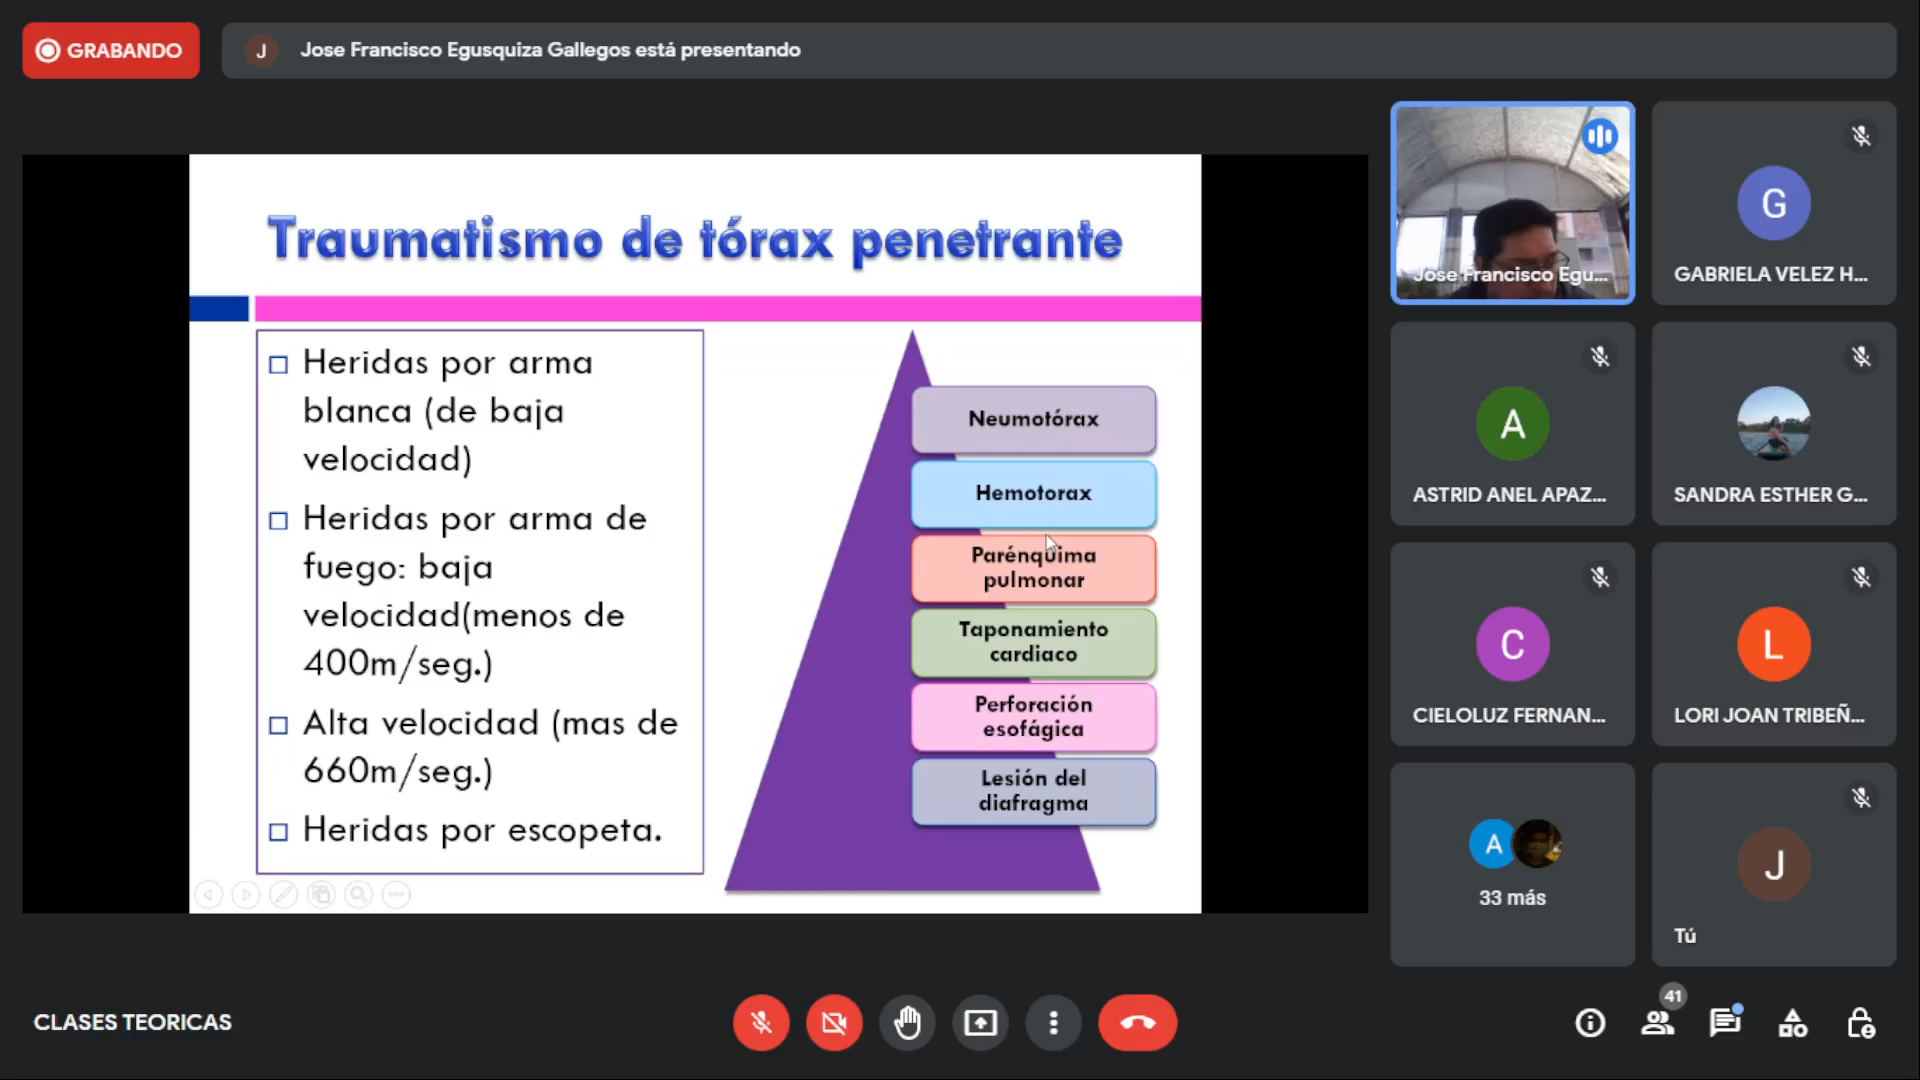 GRABANDO
J
Jose Francisco Egusquiza Gallegos está presentando
Traumatismo de tórax penetrante
Heridas por arma
blanca (de baja
velocidad)
Heridas por arma de
fuego: baja
velocidad(menos de
400m/seg.)
Alta velocidad (mas de
660m/seg.)
Heridas por escopeta.
Neumotórax
Hemotorax
Parénquima
pulmonar
Taponamiento
cardiaco
Perforación
esofágica
Lesión del
diafragma
Jose Francisco Egu...
G
GABRIELA VELEZ H...
A
ASTRID ANEL APAZ...
SANDRA ESTHER G...
C
CIELOLUZ FERNAN...
L
LORI JOAN TRIBEÑ...
A
33 más
J
Tú
CLASES TEORICAS
41